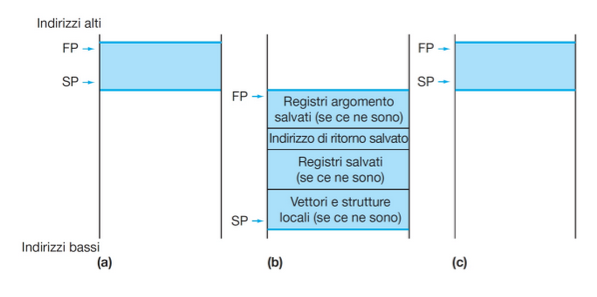 Indirizzi alti
FP
SP
FP
Registri argomento
salvati (se ce ne sono)
Indirizzo di ritorno salvato
Registri salvati
(se ce ne sono)
Vettori e strutture
locali (se ce ne sono)
SP
FP
SP
Indirizzi bassi
(a)
(b)
(c)